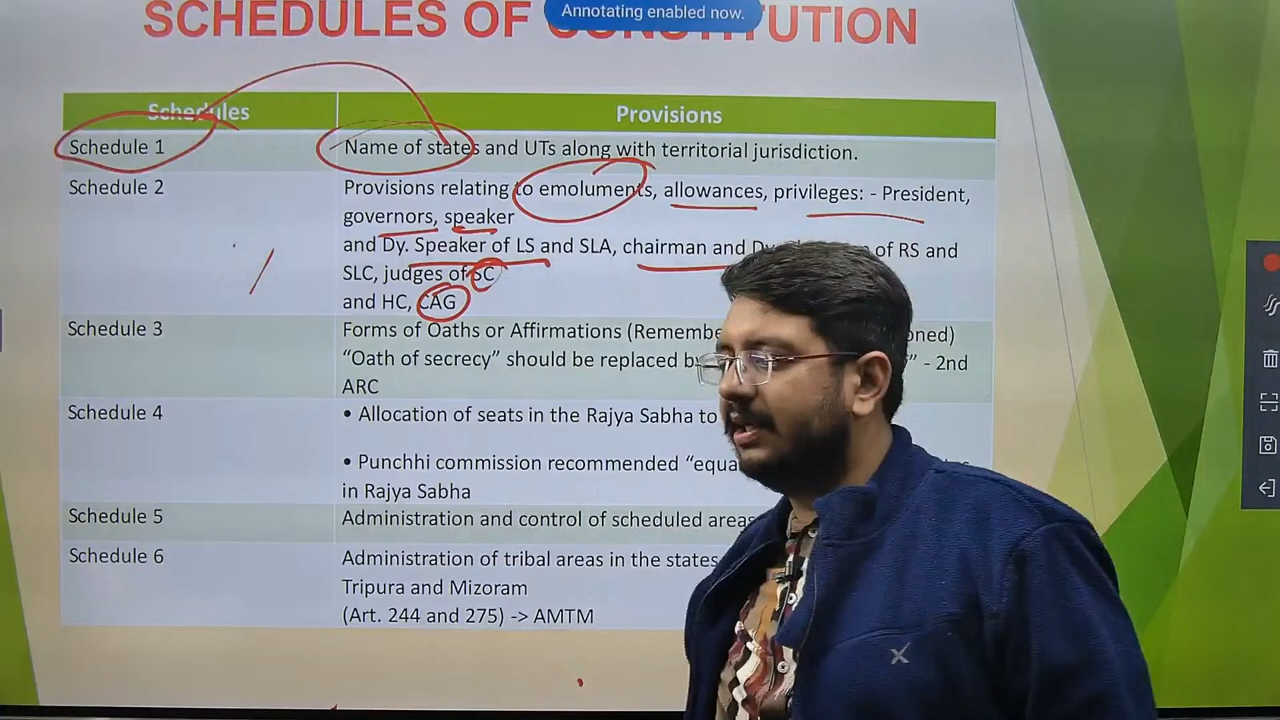 SCHEDULES OF
Annotating enabled now.
Schedules Provisions
Schedule 1 Name of states and UTs along with territorial jurisdiction.
Schedule 2 Provisions relating to emoluments, allowances, privileges: - President,
governors, speaker
and Dy. Speaker of LS and SLA, chairman and of RS and
SLC, judges of SC
and HC, CAG
Schedule 3 Forms of Oaths or Affirmations
“Oath of secrecy” should be replaced ” - 2nd
ARC
Schedule 4 • Allocation of seats in the Rajya Sabha to
• Punchhi commission recommended
in Rajya Sabha
Schedule 5 Administration and control of scheduled areas
Schedule 6 Administration of tribal areas in the states
Tripura and Mizoram
(Art. 244 and 275) -> AMTM